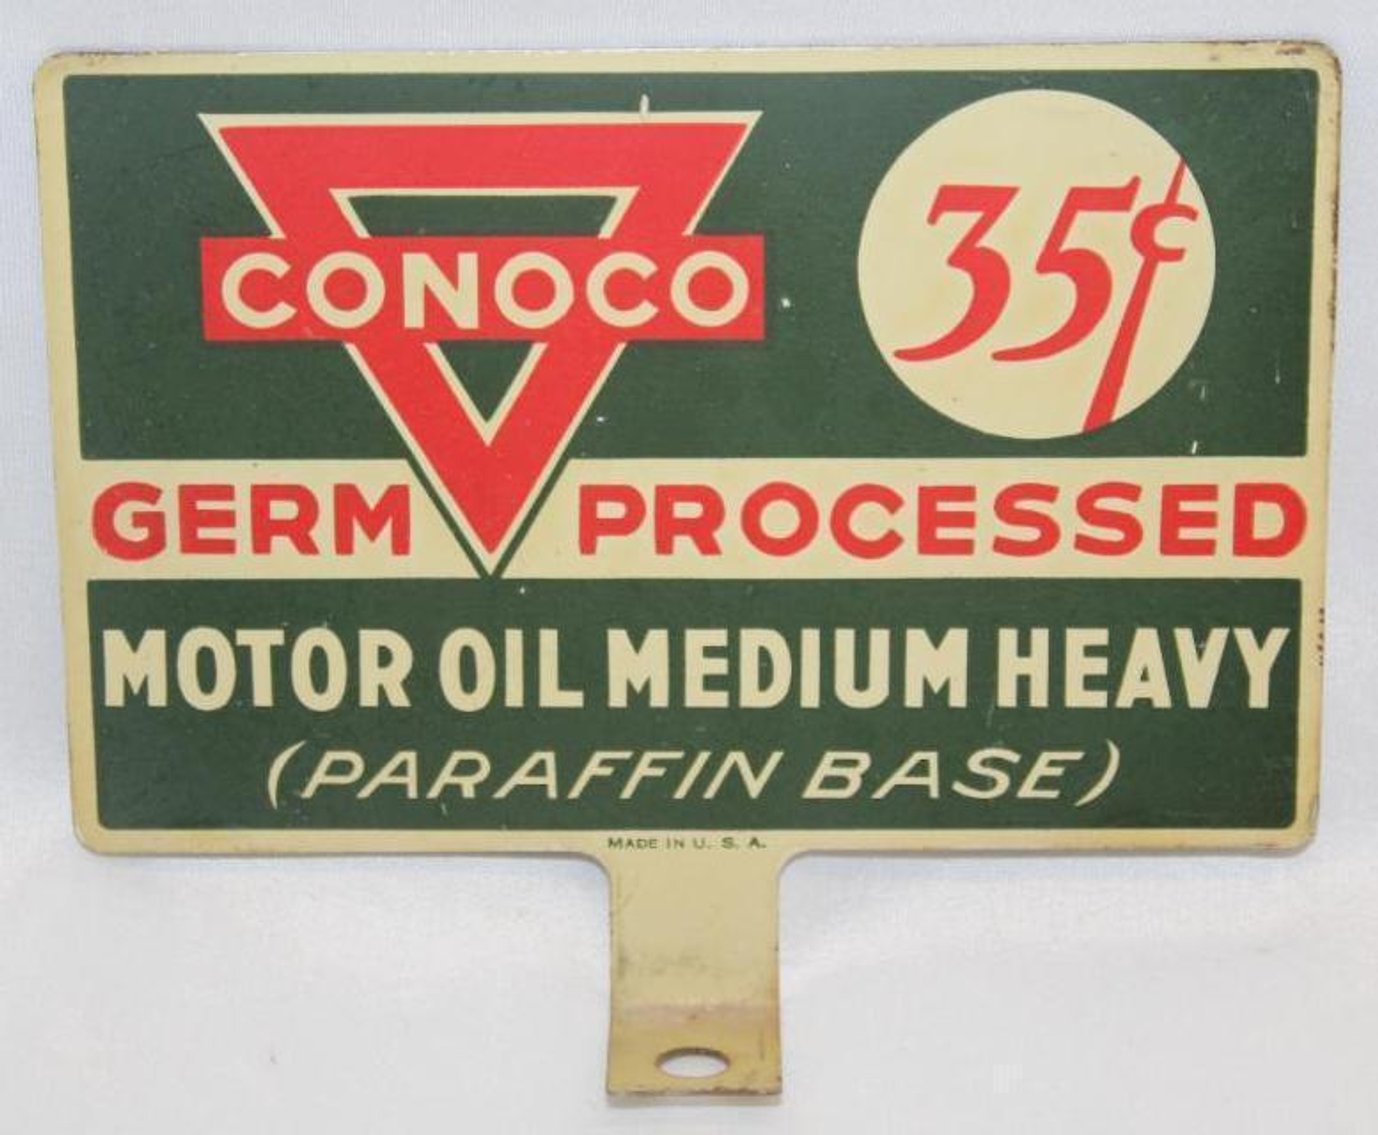 CONOCO
35¢
GERM PROCESSED
MOTOR OIL MEDIUM HEAVY
(PARAFFIN BASE)
MADE IN U. S. A.